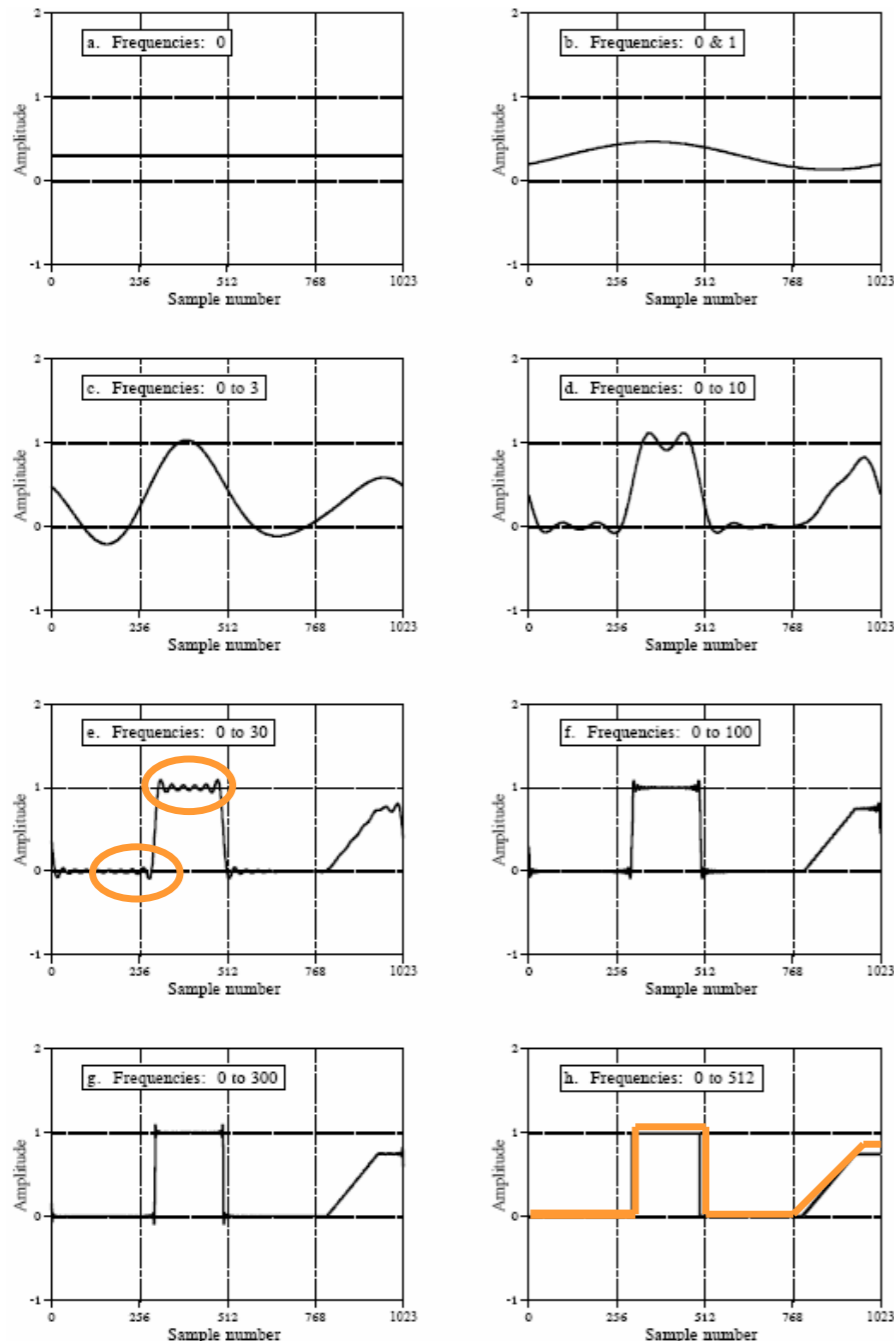 a. Frequencies: 0
2
1
0
-1
Amplitude
0 256 512 768 1023
Sample number
b. Frequencies: 0 & 1
2
1
0
-1
Amplitude
0 256 512 768 1023
Sample number
c. Frequencies: 0 to 3
2
1
0
-1
Amplitude
0 256 512 768 1023
Sample number
d. Frequencies: 0 to 10
2
1
0
-1
Amplitude
0 256 512 768 1023
Sample number
e. Frequencies: 0 to 30
2
1
0
-1
Amplitude
0 256 512 768 1023
Sample number
f. Frequencies: 0 to 100
2
1
0
-1
Amplitude
0 256 512 768 1023
Sample number
g. Frequencies: 0 to 300
2
1
0
-1
Amplitude
0 256 512 768 1023
Sample number
h. Frequencies: 0 to 512
2
1
0
-1
Amplitude
0 256 512 768 1023
Sample number